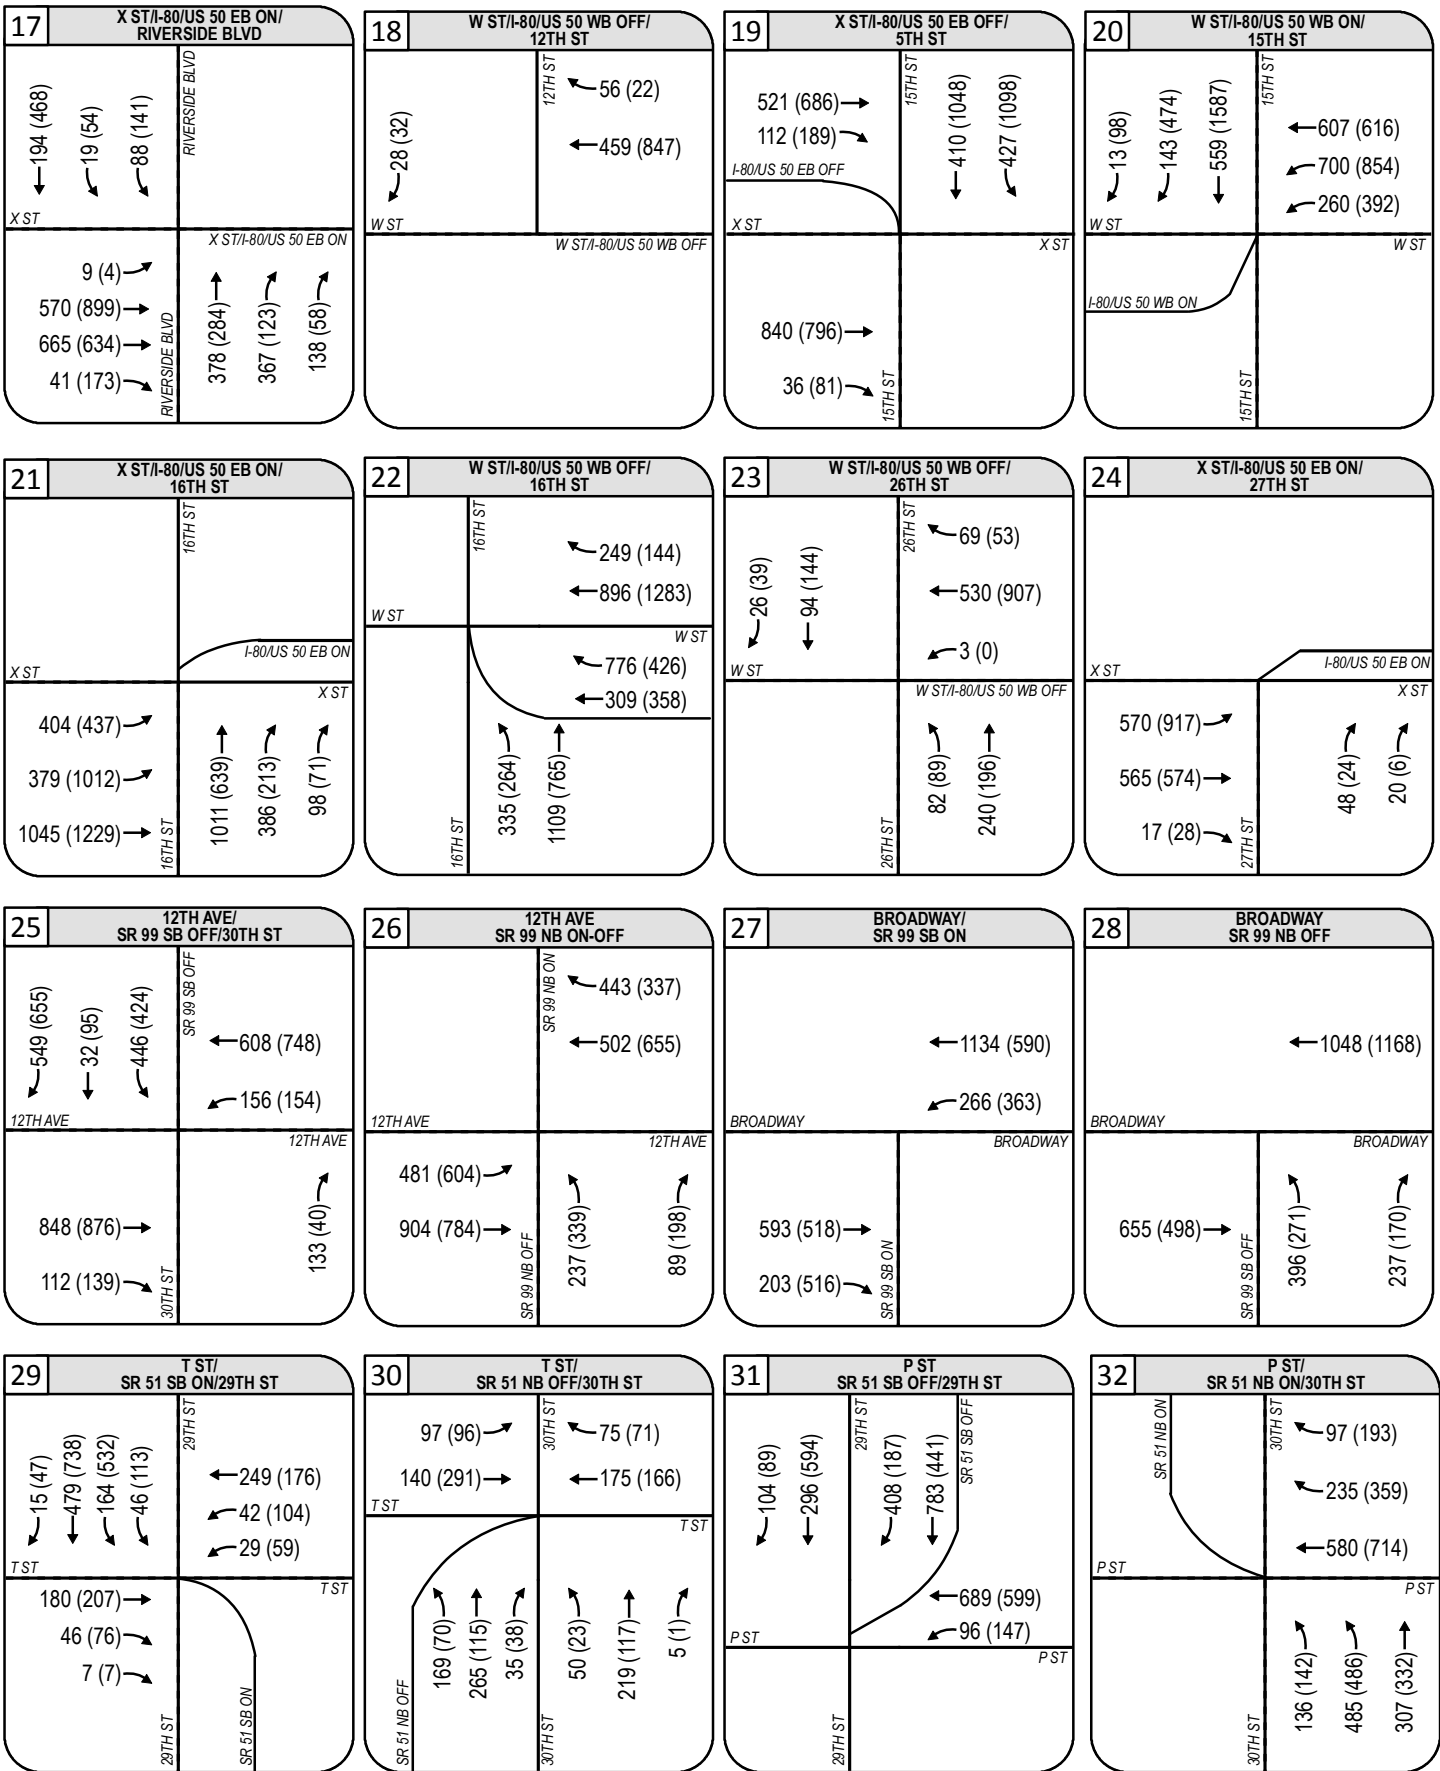 17
X ST/I-80/US 50 EB ON/
RIVERSIDE BLVD
194 (468)
19 (54)
88 (141)
RIVERSIDE BLVD
X ST
X ST/I-80/US 50 EB ON
9 (4)
570 (899)
665 (634)
41 (173)
RIVERSIDE BLVD
378 (284)
367 (123)
138 (58)
18
W ST/I-80/US 50 WB OFF/
12TH ST
28 (32)
12TH ST
56 (22)
459 (847)
W ST
W ST/I-80/US 50 WB OFF
19
X ST/I-80/US 50 EB OFF/
5TH ST
521 (686)
112 (189)
I-80/US 50 EB OFF
15TH ST
410 (1048)
427 (1098)
X ST
X ST
840 (796)
36 (81)
15TH ST
20
W ST/I-80/US 50 WB ON/
15TH ST
13 (98)
143 (474)
559 (1587)
15TH ST
607 (616)
700 (854)
260 (392)
W ST
W ST
I-80/US 50 WB ON
15TH ST
21
X ST/I-80/US 50 EB ON/
16TH ST
16TH ST
I-80/US 50 EB ON
X ST
X ST
404 (437)
379 (1012)
1045 (1229)
16TH ST
1011 (639)
386 (213)
98 (71)
22
W ST/I-80/US 50 WB OFF/
16TH ST
16TH ST
249 (144)
896 (1283)
W ST
W ST
776 (426)
309 (358)
16TH ST
335 (264)
1109 (765)
23
W ST/I-80/US 50 WB OFF/
26TH ST
26 (39)
94 (144)
26TH ST
69 (53)
530 (907)
3 (0)
W ST
W ST/I-80/US 50 WB OFF
26TH ST
82 (89)
240 (196)
24
X ST/I-80/US 50 EB ON/
27TH ST
I-80/US 50 EB ON
X ST
X ST
570 (917)
565 (574)
17 (28)
27TH ST
48 (24)
20 (6)
25
12TH AVE/
SR 99 SB OFF/30TH ST
549 (655)
32 (95)
446 (424)
SR 99 SB OFF
608 (748)
156 (154)
12TH AVE
12TH AVE
848 (876)
112 (139)
30TH ST
133 (40)
26
12TH AVE
SR 99 NB ON-OFF
SR 99 NB ON
443 (337)
502 (655)
12TH AVE
12TH AVE
481 (604)
904 (784)
SR 99 NB OFF
237 (339)
89 (198)
27
BROADWAY/
SR 99 SB ON
1134 (590)
266 (363)
BROADWAY
BROADWAY
593 (518)
203 (516)
SR 99 SB ON
28
BROADWAY
SR 99 NB OFF
1048 (1168)
BROADWAY
BROADWAY
655 (498)
SR 99 SB OFF
396 (271)
237 (170)
29
T ST/
SR 51 SB ON/29TH ST
15 (47)
479 (738)
164 (532)
46 (113)
29TH ST
249 (176)
42 (104)
29 (59)
T ST
T ST
180 (207)
46 (76)
7 (7)
29TH ST
SR 51 SB ON
30
T ST/
SR 51 NB OFF/30TH ST
97 (96)
140 (291)
30TH ST
75 (71)
175 (166)
T ST
T ST
SR 51 NB OFF
169 (70)
265 (115)
35 (38)
30TH ST
50 (23)
219 (117)
5 (1)
31
P ST
SR 51 SB OFF/29TH ST
104 (89)
296 (594)
29TH ST
408 (187)
783 (441)
SR 51 SB OFF
689 (599)
96 (147)
P ST
P ST
29TH ST
32
P ST/
SR 51 NB ON/30TH ST
SR 51 NB ON
30TH ST
97 (193)
235 (359)
580 (714)
P ST
P ST
30TH ST
136 (142)
485 (486)
307 (332)